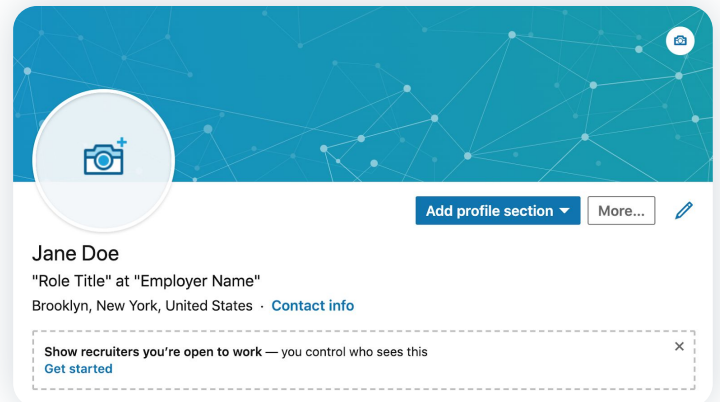 Add profile section
More...
Jane Doe
"Role Title" at "Employer Name"
Brooklyn, New York, United States · Contact info
Show recruiters you're open to work — you control who sees this
Get started